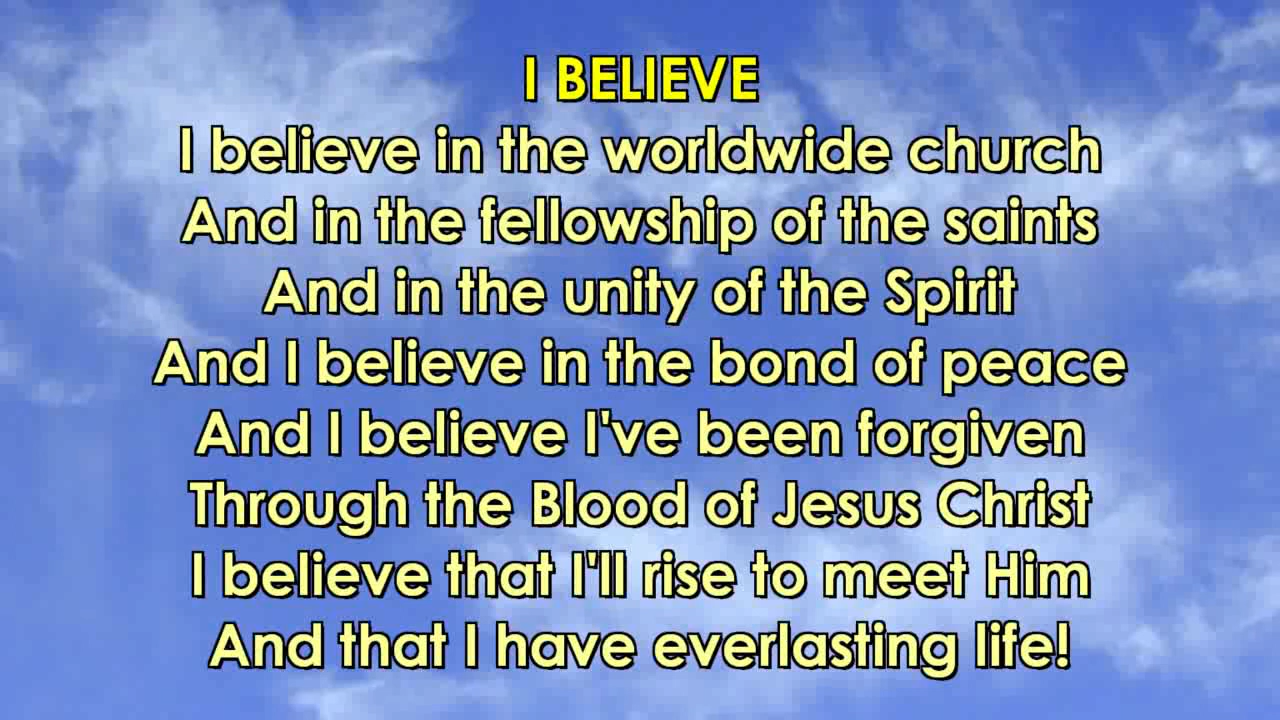 I BELIEVE
I believe in the worldwide church
And in the fellowship of the saints
And in the unity of the Spirit
And I believe in the bond of peace
And I believe I've been forgiven
Through the Blood of Jesus Christ
I believe that I'll rise to meet Him
And that I have everlasting life!